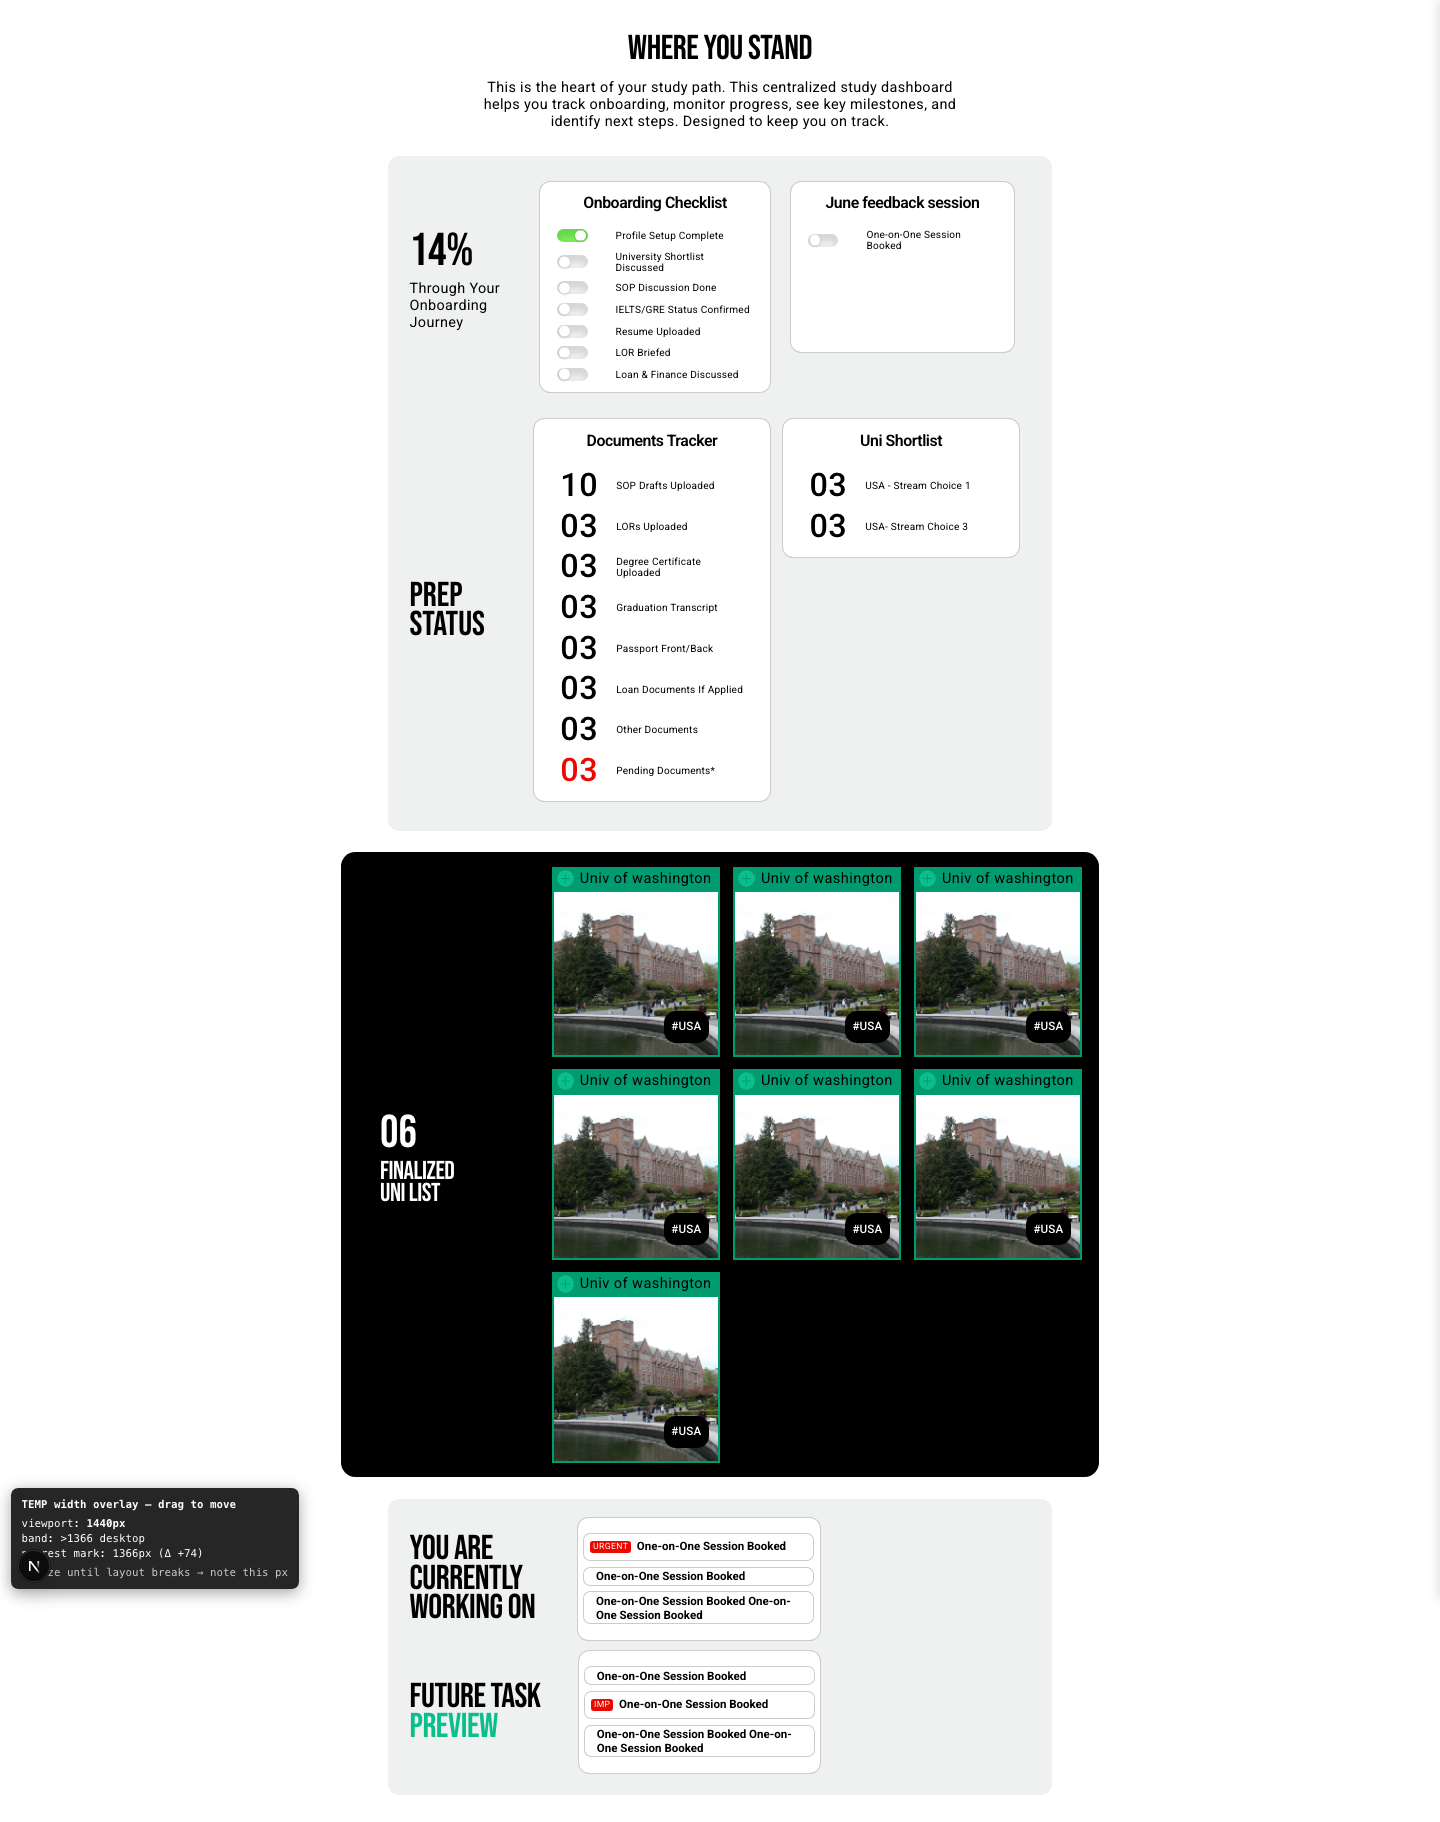 WHERE YOU STAND
This is the heart of your study path. This centralized study dashboard
helps you track onboarding, monitor progress, see key milestones, and
identify next steps. Designed to keep you on track.
14%
Through Your
Onboarding
Journey
Onboarding Checklist
Profile Setup Complete
University Shortlist
Discussed
SOP Discussion Done
IELTS/GRE Status Confirmed
Resume Uploaded
LOR Briefed
Loan & Finance Discussed
June feedback session
One-on-One Session
Booked
PREP
STATUS
Documents Tracker
10 SOP Drafts Uploaded
03 LORs Uploaded
03 Degree Certificate
Uploaded
03 Graduation Transcript
03 Passport Front/Back
03 Loan Documents If Applied
03 Other Documents
03 Pending Documents*
Uni Shortlist
03 USA - Stream Choice 1
03 USA- Stream Choice 3
06
FINALIZED
UNI LIST
Univ of washington
#USA
Univ of washington
#USA
Univ of washington
#USA
Univ of washington
#USA
Univ of washington
#USA
Univ of washington
#USA
Univ of washington
#USA
TEMP width overlay — drag to move
viewport: 1440px
band: >1366 desktop
mark: 1366px (Δ +74)
until layout breaks → note this px
N
YOU ARE
CURRENTLY
WORKING ON
URGENT One-on-One Session Booked
One-on-One Session Booked
One-on-One Session Booked One-on-
One Session Booked
FUTURE TASK
PREVIEW
One-on-One Session Booked
IMP One-on-One Session Booked
One-on-One Session Booked One-on-
One Session Booked